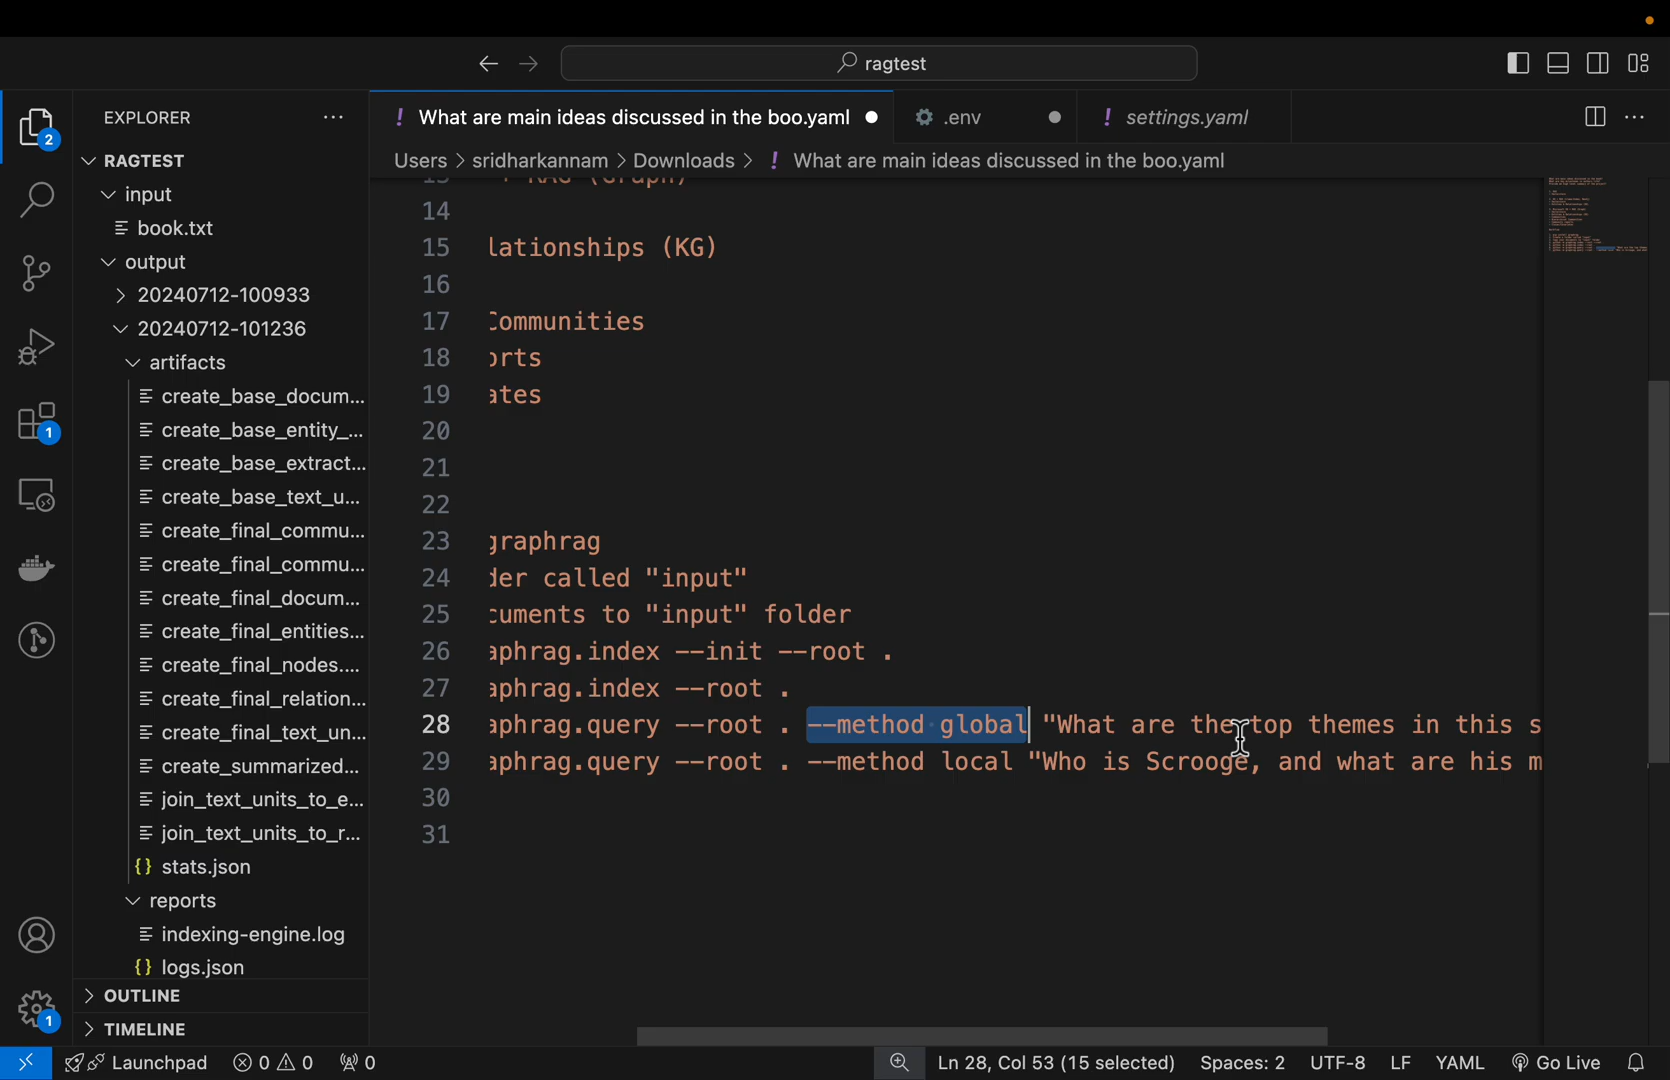 ragtest
EXPLORER
What are main ideas discussed in the boo.yaml
.env
settings.yaml
Users > sridharkannam > Downloads > ! What are main ideas discussed in the boo.yaml
RAGTEST
input
book.txt
output
20240712-100933
20240712-101236
artifacts
create_base_docum...
create_base_entity_...
create_base_extract...
create_base_text_u...
create_final_commu...
create_final_commu...
create_final_docum...
create_final_entities...
create_final_nodes....
create_final_relation...
create_final_text_un...
create_summarized...
join_text_units_to_e...
join_text_units_to_r...
stats.json
reports
indexing-engine.log
logs.json
OUTLINE
TIMELINE
14
15 lationships (KG)
16
17 Communities
18 orts
19 ates
20
21
22
23 graphrag
24 der called "input"
25 cuments to "input" folder
26 aphrag.index --init --root .
27 aphrag.index --root .
28 aphrag.query --root . --method global "What are the top themes in this s
29 aphrag.query --root . --method local "Who is Scrooge, and what are his m
30
31
2
1
1
Launchpad 0 0 0 Ln 28, Col 53 (15 selected) Spaces: 2 UTF-8 LF YAML Go Live